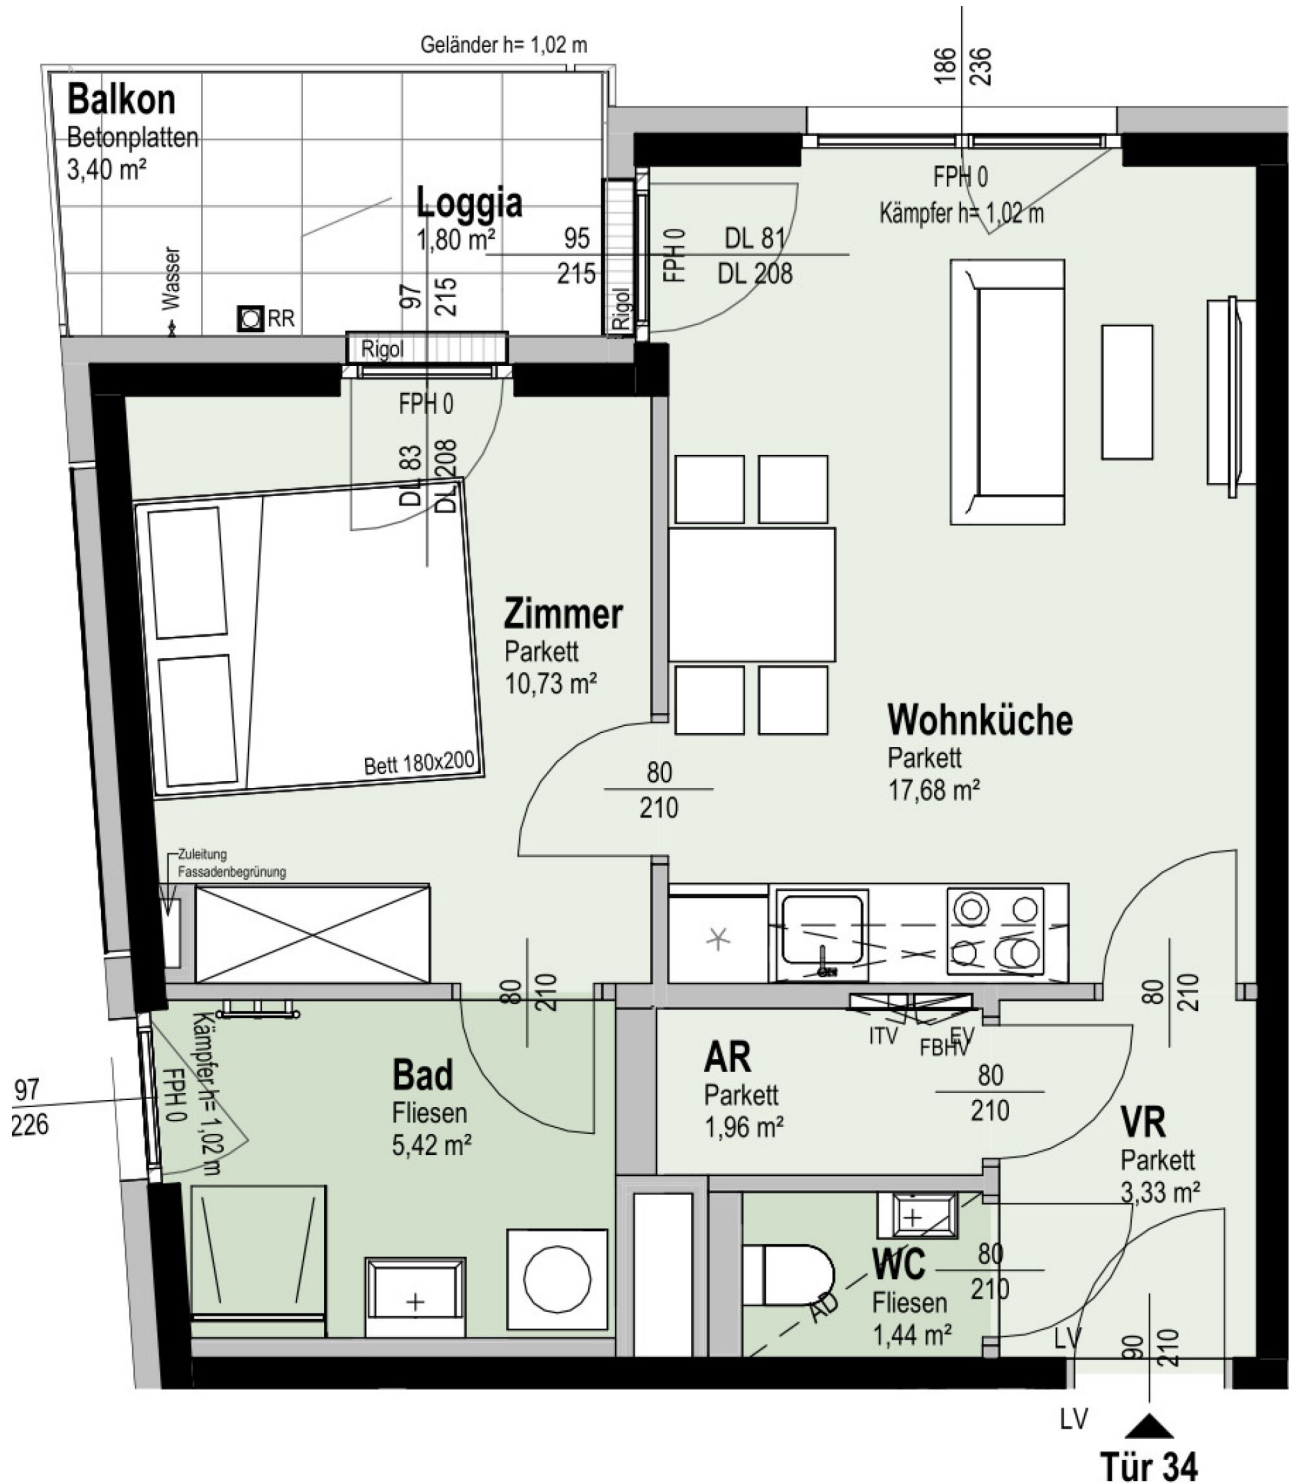 Geländer h= 1,02 m
186
236
Balkon
Betonplatten
3,40 m²
Loggia
1,80 m²
95
215
FPH 0
DL 81
DL 208
FPH 0
Kämpfer h= 1,02 m
Wasser
RR
97
215
Rigol
Rigol
FPH 0
DL 83
DL 208
Zimmer
Parkett
10,73 m²
Bett 180x200
80
210
Wohnküche
Parkett
17,68 m²
Zuleitung
Fassadenbegrünung
80
210
80
210
97
226
FPH 0
Kämpfer h= 1,02 m
Bad
Fliesen
5,42 m²
AR
Parkett
1,96 m²
ITV
FBHV
EV
80
210
VR
Parkett
3,33 m²
WC
Fliesen
1,44 m²
AD
80
210
LV
90
210
LV
Tür 34